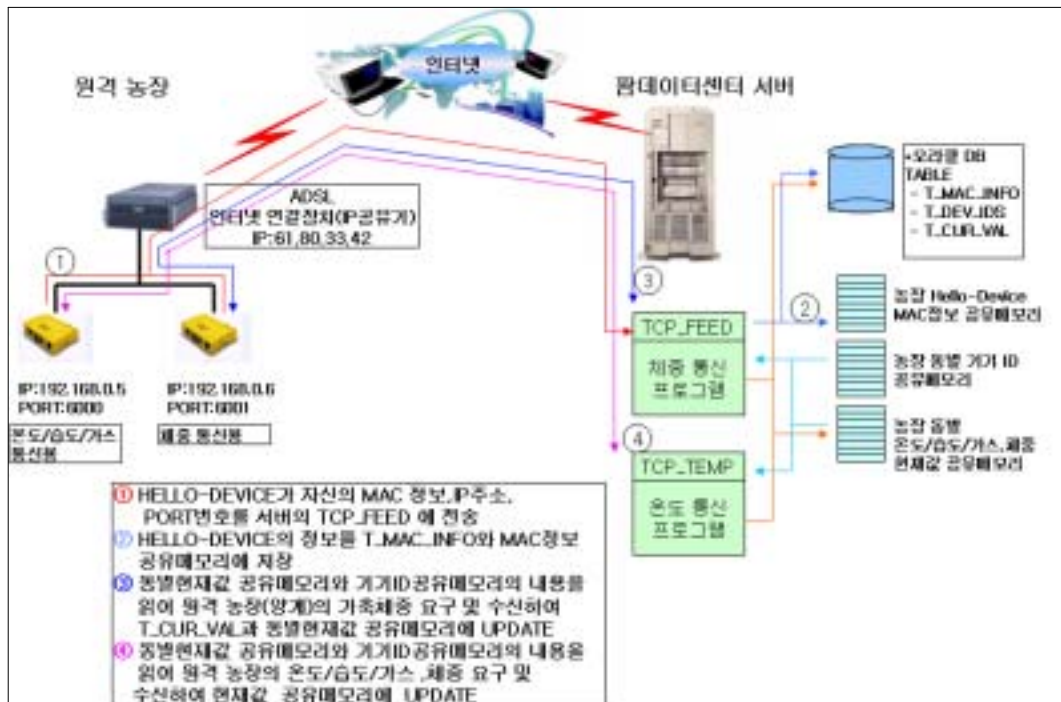 인터넷
원격 농장
팜데이터센터 서버
ADSL
인터넷 연결장치(IP공유기)
IP:61,80,33,42
*오라클 DB
TABLE
- T_MAC_INFO
- T_DEV_IDS
- T_CUR_VAL
①
③
②
농장 Hello-Device
MAC정보 공유메모리
TCP_FEED
체중 통신
프로그램
농장 동별 기기 ID
공유메모리
IP:192.168.0.5
PORT:6000
온도/습도/가스
통신용
IP:192.168.0.6
PORT:6001
체중 통신용
농장 동별
온도/습도/가스,체중
현재값 공유메모리
④
TCP_TEMP
온도 통신
프로그램
① HELLO-DEVICE가 자신의 MAC 정보,IP주소,
PORT번호를 서버의 TCP_FEED 에 전송
② HELLO-DEVICE의 정보를 T_MAC_INFO와 MAC정보
공유메모리에 저장
③ 동별현재값 공유메모리와 기기ID공유메모리의 내용을
읽어 원격 농장(양계)의 가축체중 요구 및 수신하여
T_CUR_VAL과 동별현재값 공유메모리에 UPDATE
④ 동별현재값 공유메모리와 기기ID공유메모리의 내용을
읽어 원격 농장의 온도/습도/가스 ,체중 요구 및
수신하여 현재값 공유메모리에 UPDATE